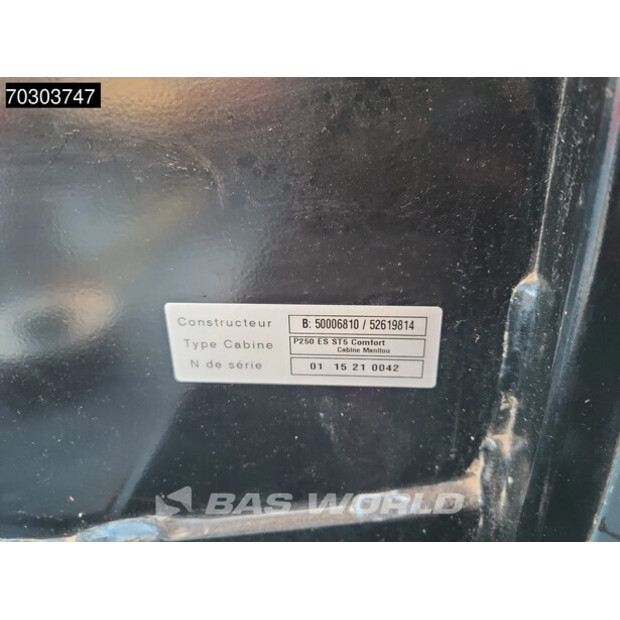 70303747
Constructeur B: 50006810 / 52619814
Type Cabine P250 ES ST5 Comfort
Cabine Manitou
N de série 01 15 21 0042
BAS WORLD